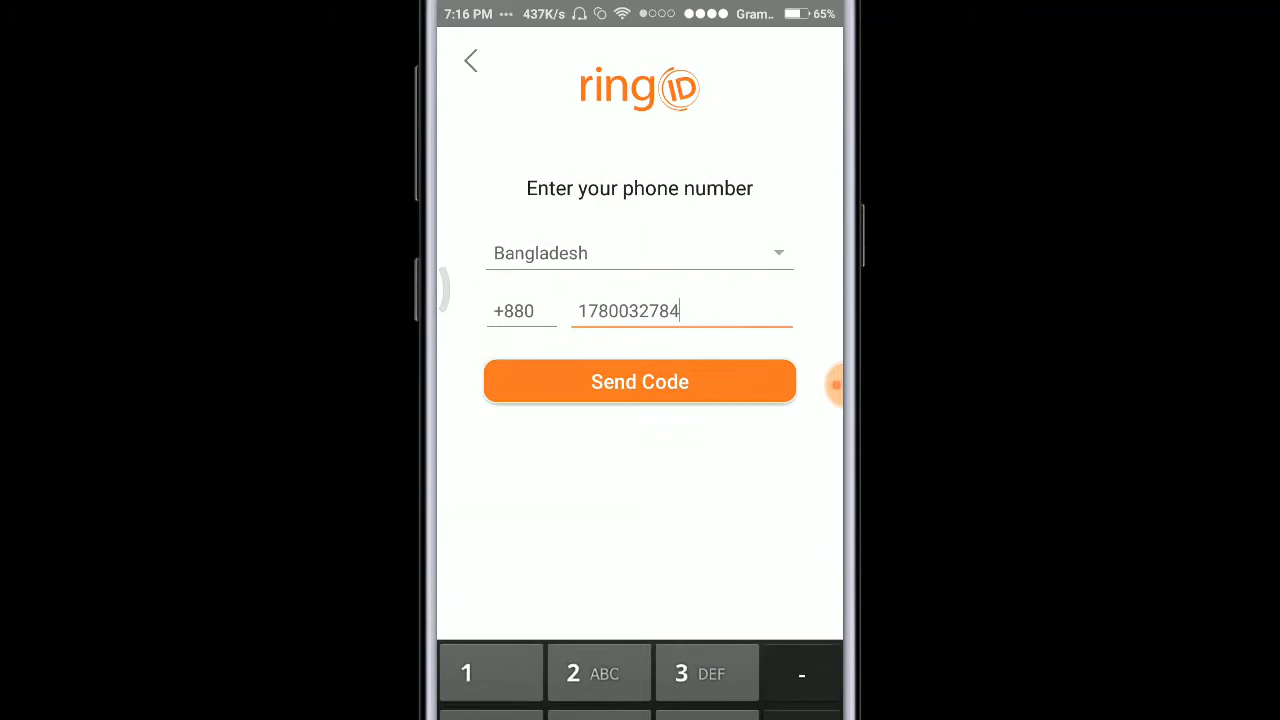 7:16 PM ... 437K/s Gram.. 65%
ringID
Enter your phone number
Bangladesh
+880 1780032784
Send Code
1 2 ABC 3 DEF -